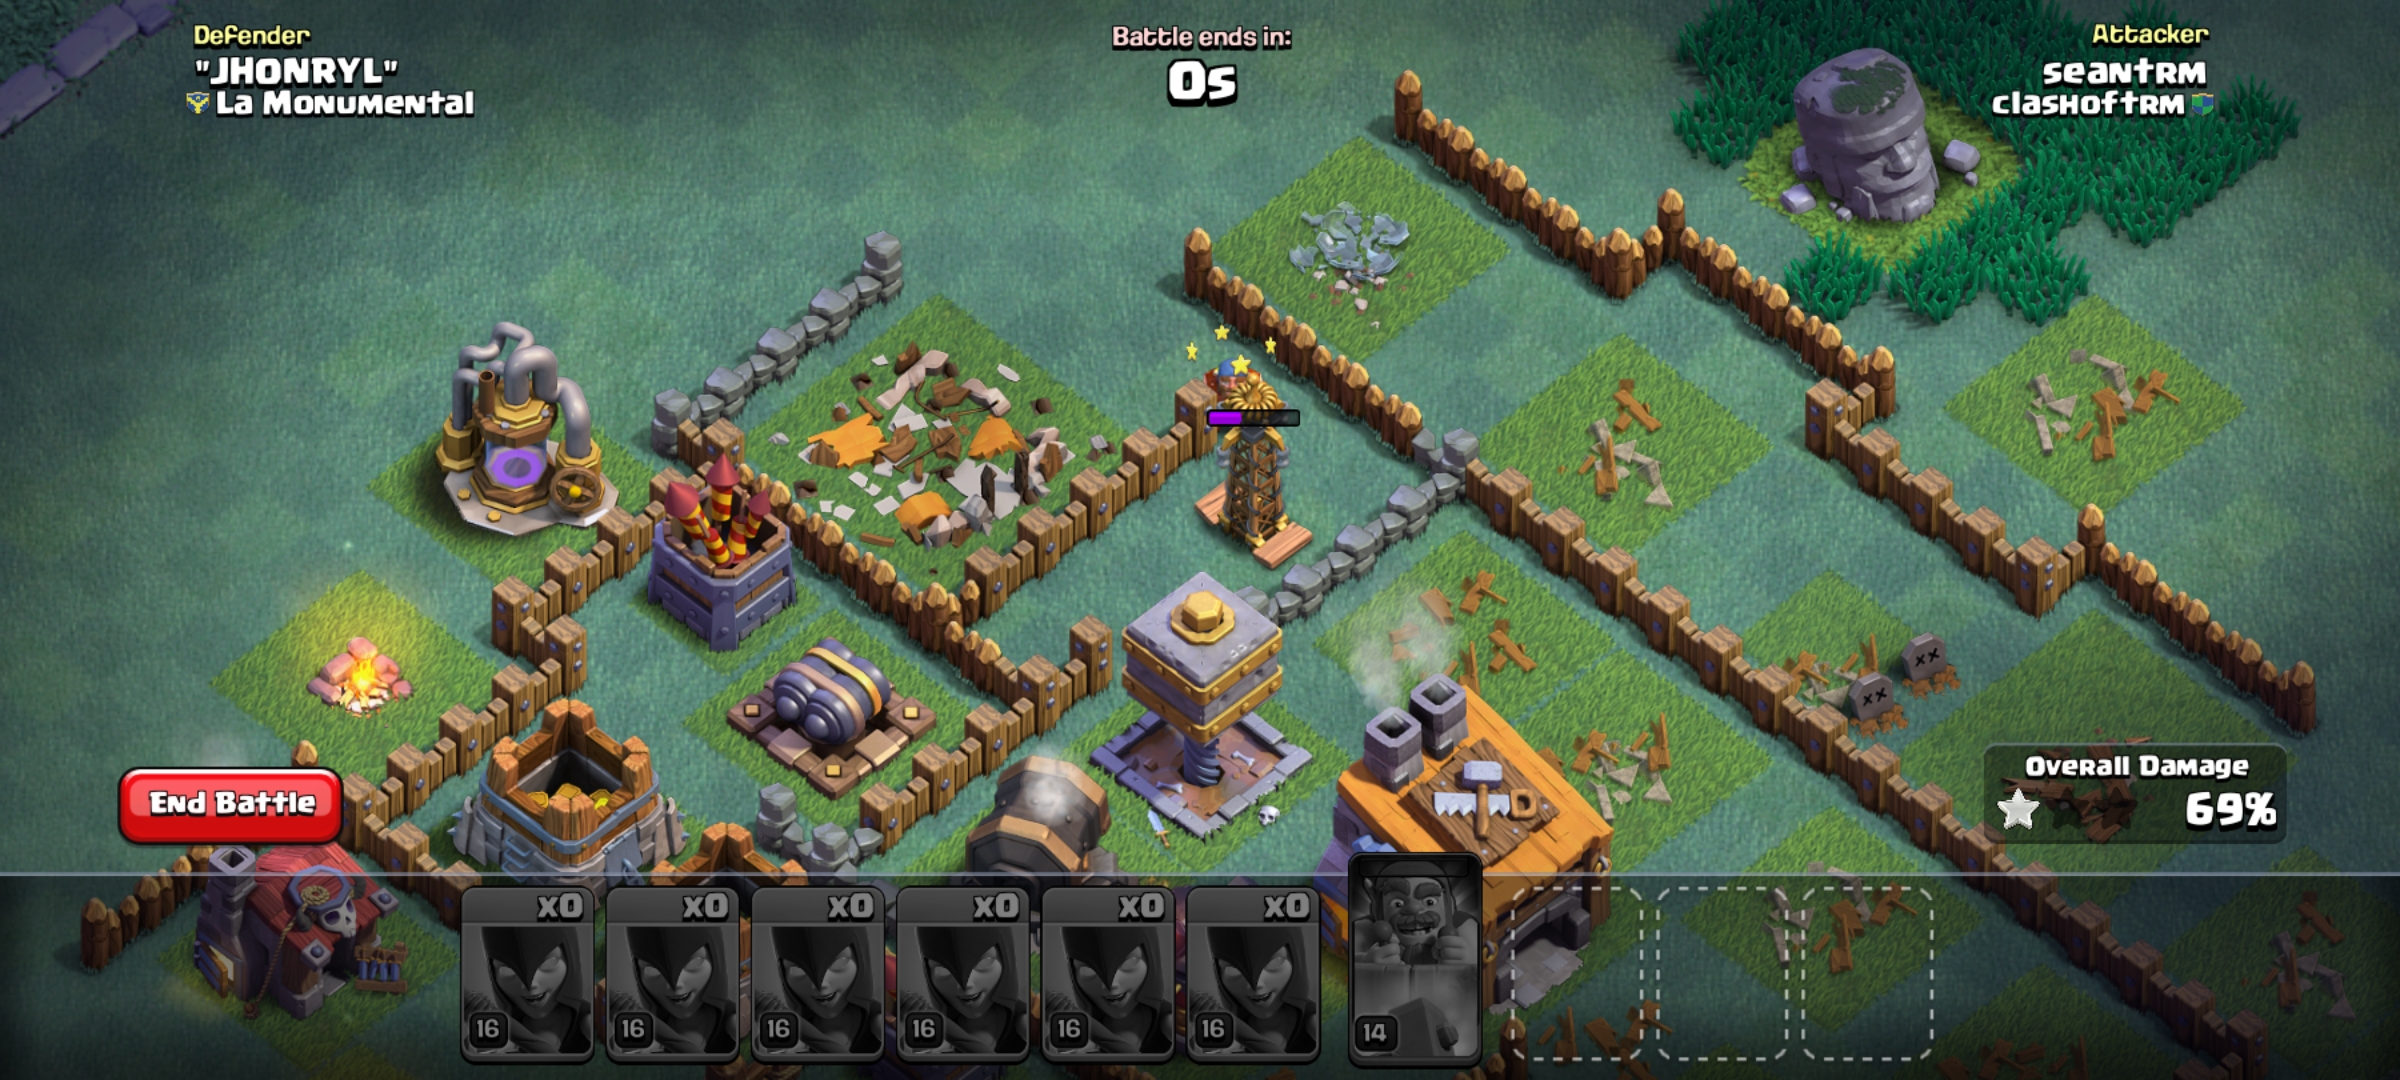 Defender
"JHONRYL"
La Monumental
Battle ends in:
0s
Attacker
seantRM
clashoftRM
End Battle
Overall Damage
69%
x0
x0
x0
x0
x0
x0
16
16
16
16
16
16
14